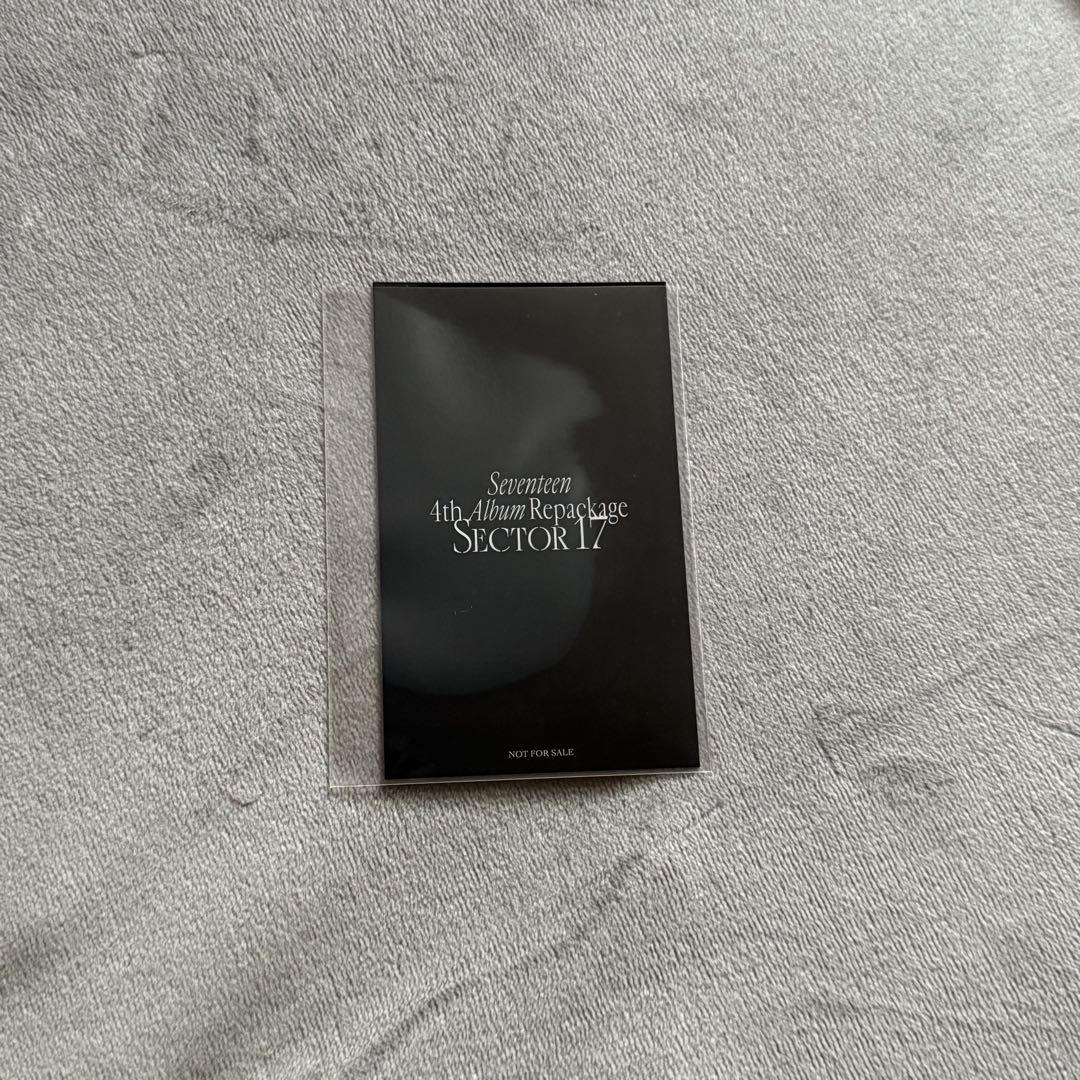 Seventeen
4th Album Repackage
SECTOR 17
NOT FOR SALE